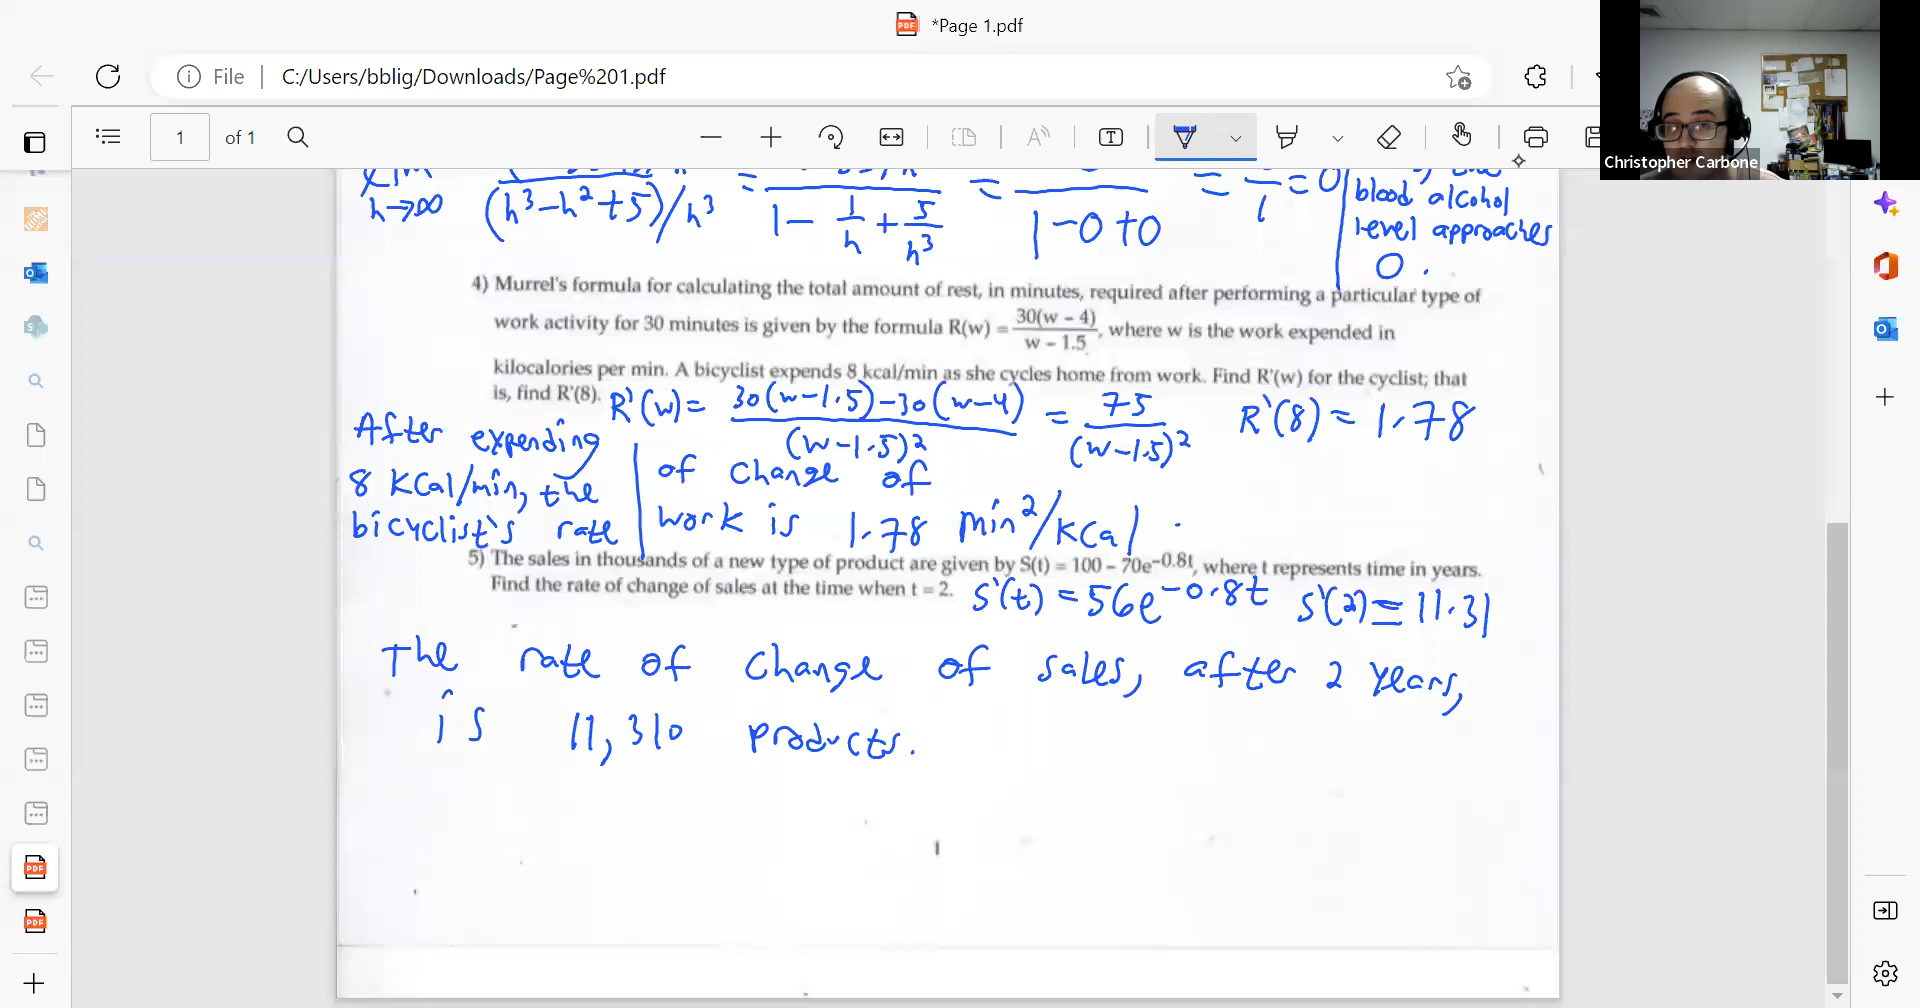 *Page 1.pdf
File | C:/Users/bblig/Downloads/Page%201.pdf
1 of 1
Christopher Carbone
h→∞ (h³-h²+5)/h³ = 1 - 1/h + 5/h³ = 1-0+0 = 1 = 0
blood alcohol
level approaches
0.
4) Murrel's formula for calculating the total amount of rest, in minutes, required after performing a particular type of
work activity for 30 minutes is given by the formula R(w) = 30(w - 4)/w - 1.5, where w is the work expended in
kilocalories per min. A bicyclist expends 8 kcal/min as she cycles home from work. Find R'(w) for the cyclist; that
is, find R'(8). R'(w) = 30(w-1.5)-30(w-4)/(w-1.5)² = 75/(w-1.5)² R'(8) = 1.78
After expending
8 KCal/min, the
bicyclist's rate
of change of
work is 1.78 min²/KCal.
5) The sales in thousands of a new type of product are given by S(t) = 100 - 70e^-0.8t, where t represents time in years.
Find the rate of change of sales at the time when t = 2. S'(t) = 56e^-0.8t S'(2) = 11.31
The rate of change of sales, after 2 years,
is 11,310 products.